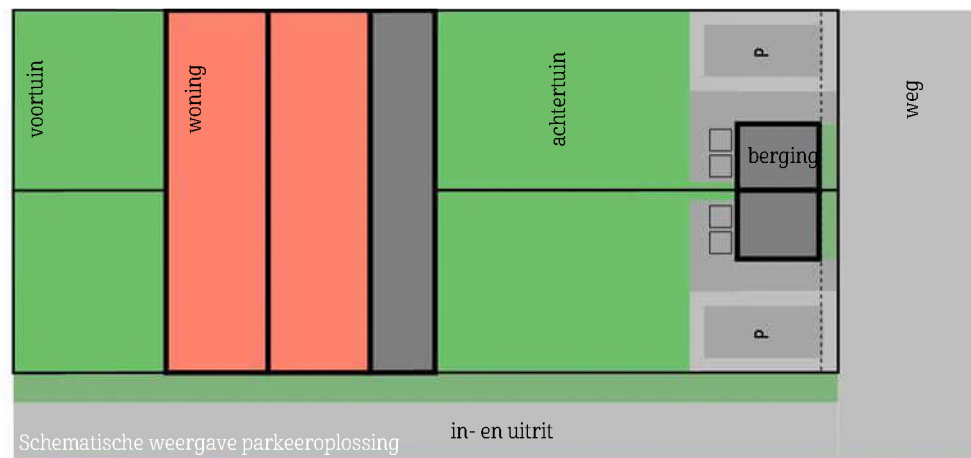 voortuin
woning
achtertuin
P
berging
weg
P
in- en uitrit
Schematische weergave parkeeroplossing